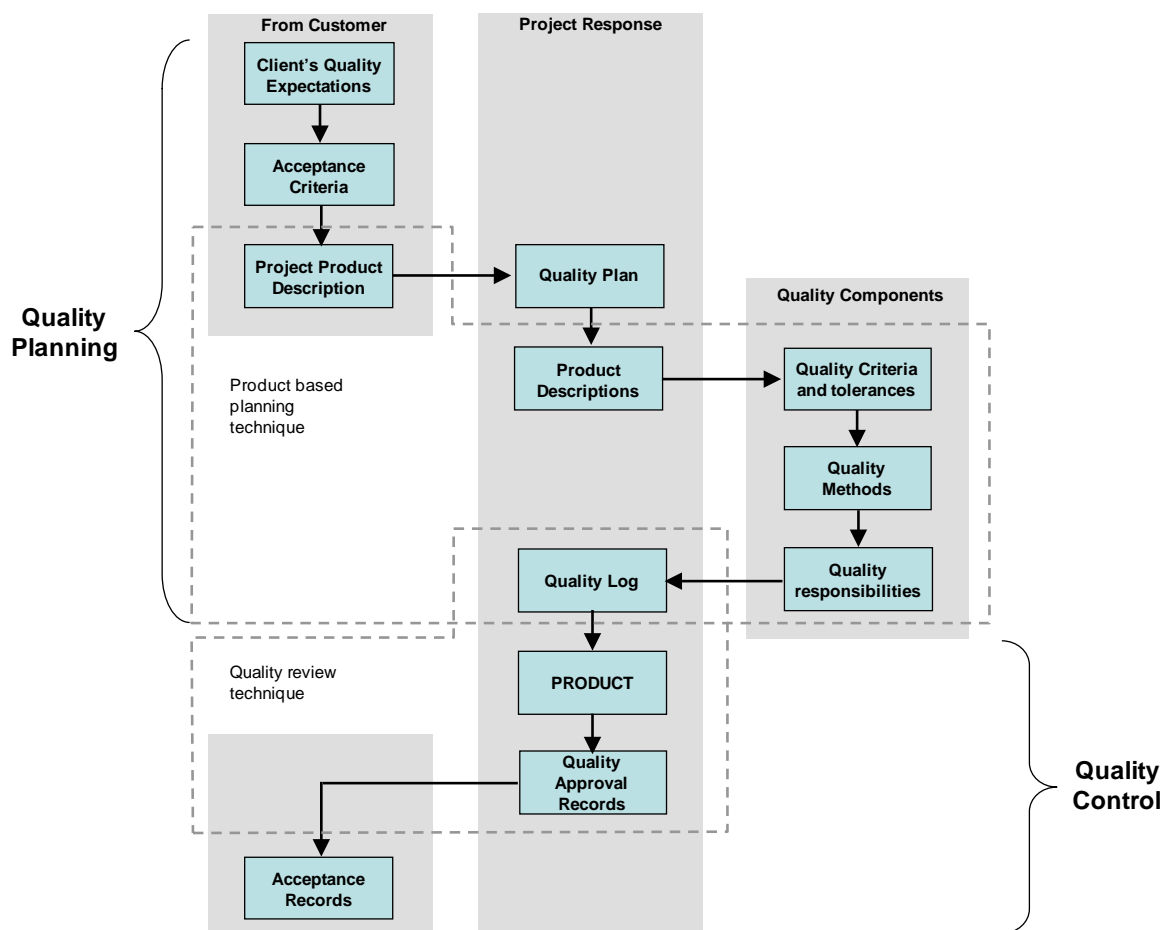 From Customer
Project Response
Client’s Quality
Expectations
Acceptance
Criteria
Project Product
Description
Quality Plan
Quality Components
Quality
Planning
Product
Descriptions
Quality Criteria
and tolerances
Product based
planning
technique
Quality
Methods
Quality Log
Quality
responsibilities
Quality review
technique
PRODUCT
Quality
Approval
Records
Quality
Control
Acceptance
Records